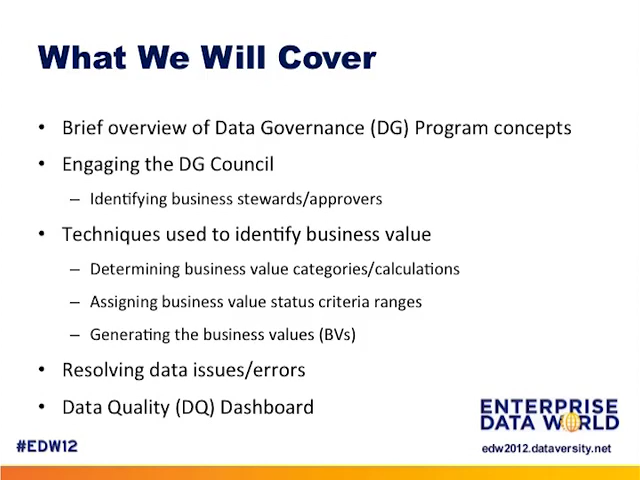 What We Will Cover
• Brief overview of Data Governance (DG) Program concepts
• Engaging the DG Council
– Identifying business stewards/approvers
• Techniques used to identify business value
– Determining business value categories/calculations
– Assigning business value status criteria ranges
– Generating the business values (BVs)
• Resolving data issues/errors
• Data Quality (DQ) Dashboard
ENTERPRISE
DATA WORLD
#EDW12
edw2012.dataversity.net